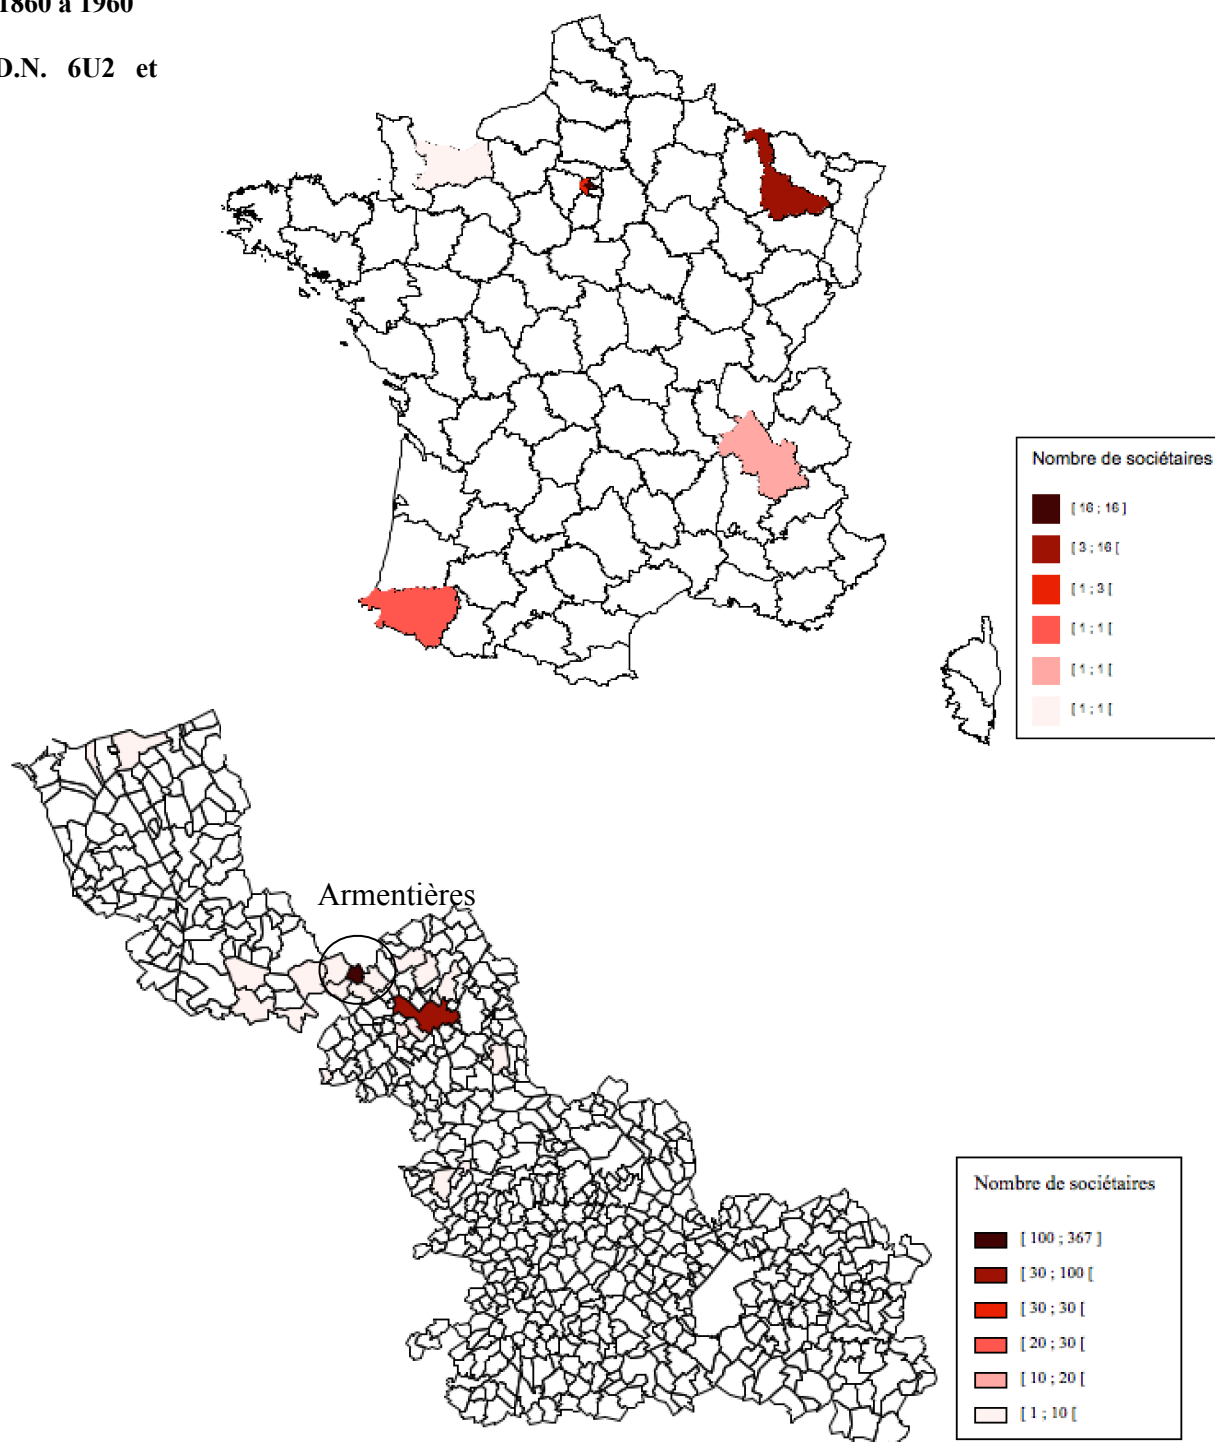 1860 à 1960
D.N. 6U2 et
Nombre de sociétaires
[ 16 ; 16 ]
[ 3 ; 16 [
[ 1 ; 3 [
[ 1 ; 1 [
[ 1 ; 1 [
[ 1 ; 1 [
Armentières
Nombre de sociétaires
[ 100 ; 367 ]
[ 30 ; 100 [
[ 30 ; 30 [
[ 20 ; 30 [
[ 10 ; 20 [
[ 1 ; 10 [